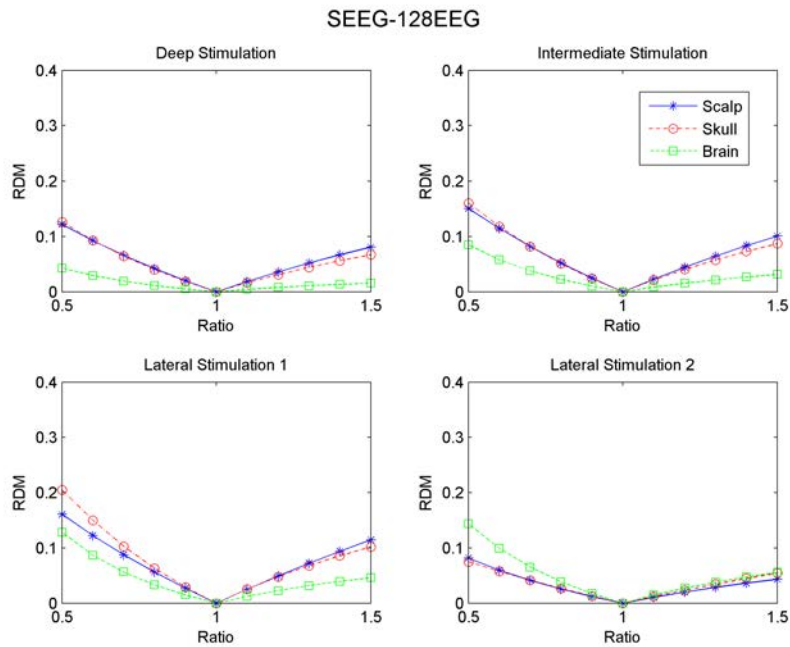 SEEG-128EEG
Deep Stimulation
0.4
0.3
0.2
0.1
0
RDM
0.5
1
1.5
Ratio
Intermediate Stimulation
Scalp
Skull
Brain
0.4
0.3
0.2
0.1
0
RDM
0.5
1
1.5
Ratio
Lateral Stimulation 1
0.4
0.3
0.2
0.1
0
RDM
0.5
1
1.5
Ratio
Lateral Stimulation 2
0.4
0.3
0.2
0.1
0
RDM
0.5
1
1.5
Ratio